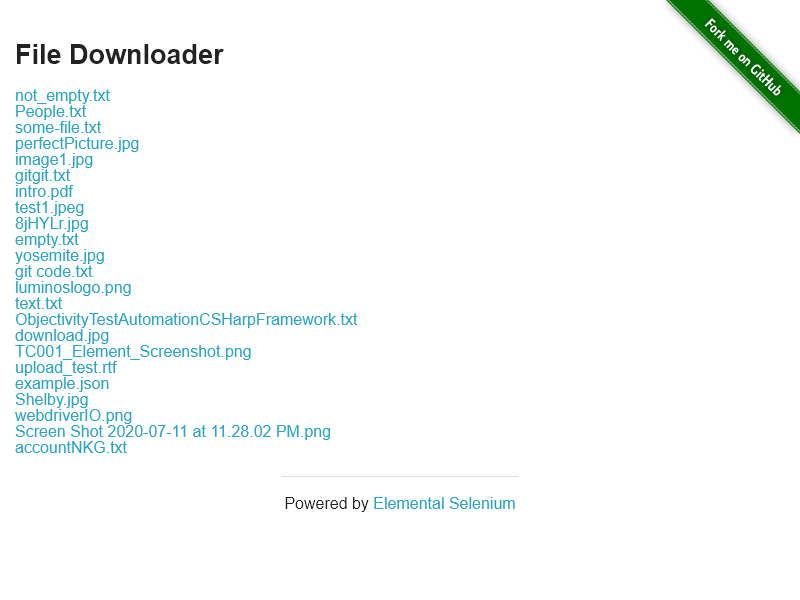 Fork me on GitHub
File Downloader
not_empty.txt
People.txt
some-file.txt
perfectPicture.jpg
image1.jpg
gitgit.txt
intro.pdf
test1.jpeg
8jHYLr.jpg
empty.txt
yosemite.jpg
git code.txt
luminoslogo.png
text.txt
ObjectivityTestAutomationCSHarpFramework.txt
download.jpg
TC001_Element_Screenshot.png
upload_test.rtf
example.json
Shelby.jpg
webdriverIO.png
Screen Shot 2020-07-11 at 11.28.02 PM.png
accountNKG.txt
Powered by Elemental Selenium